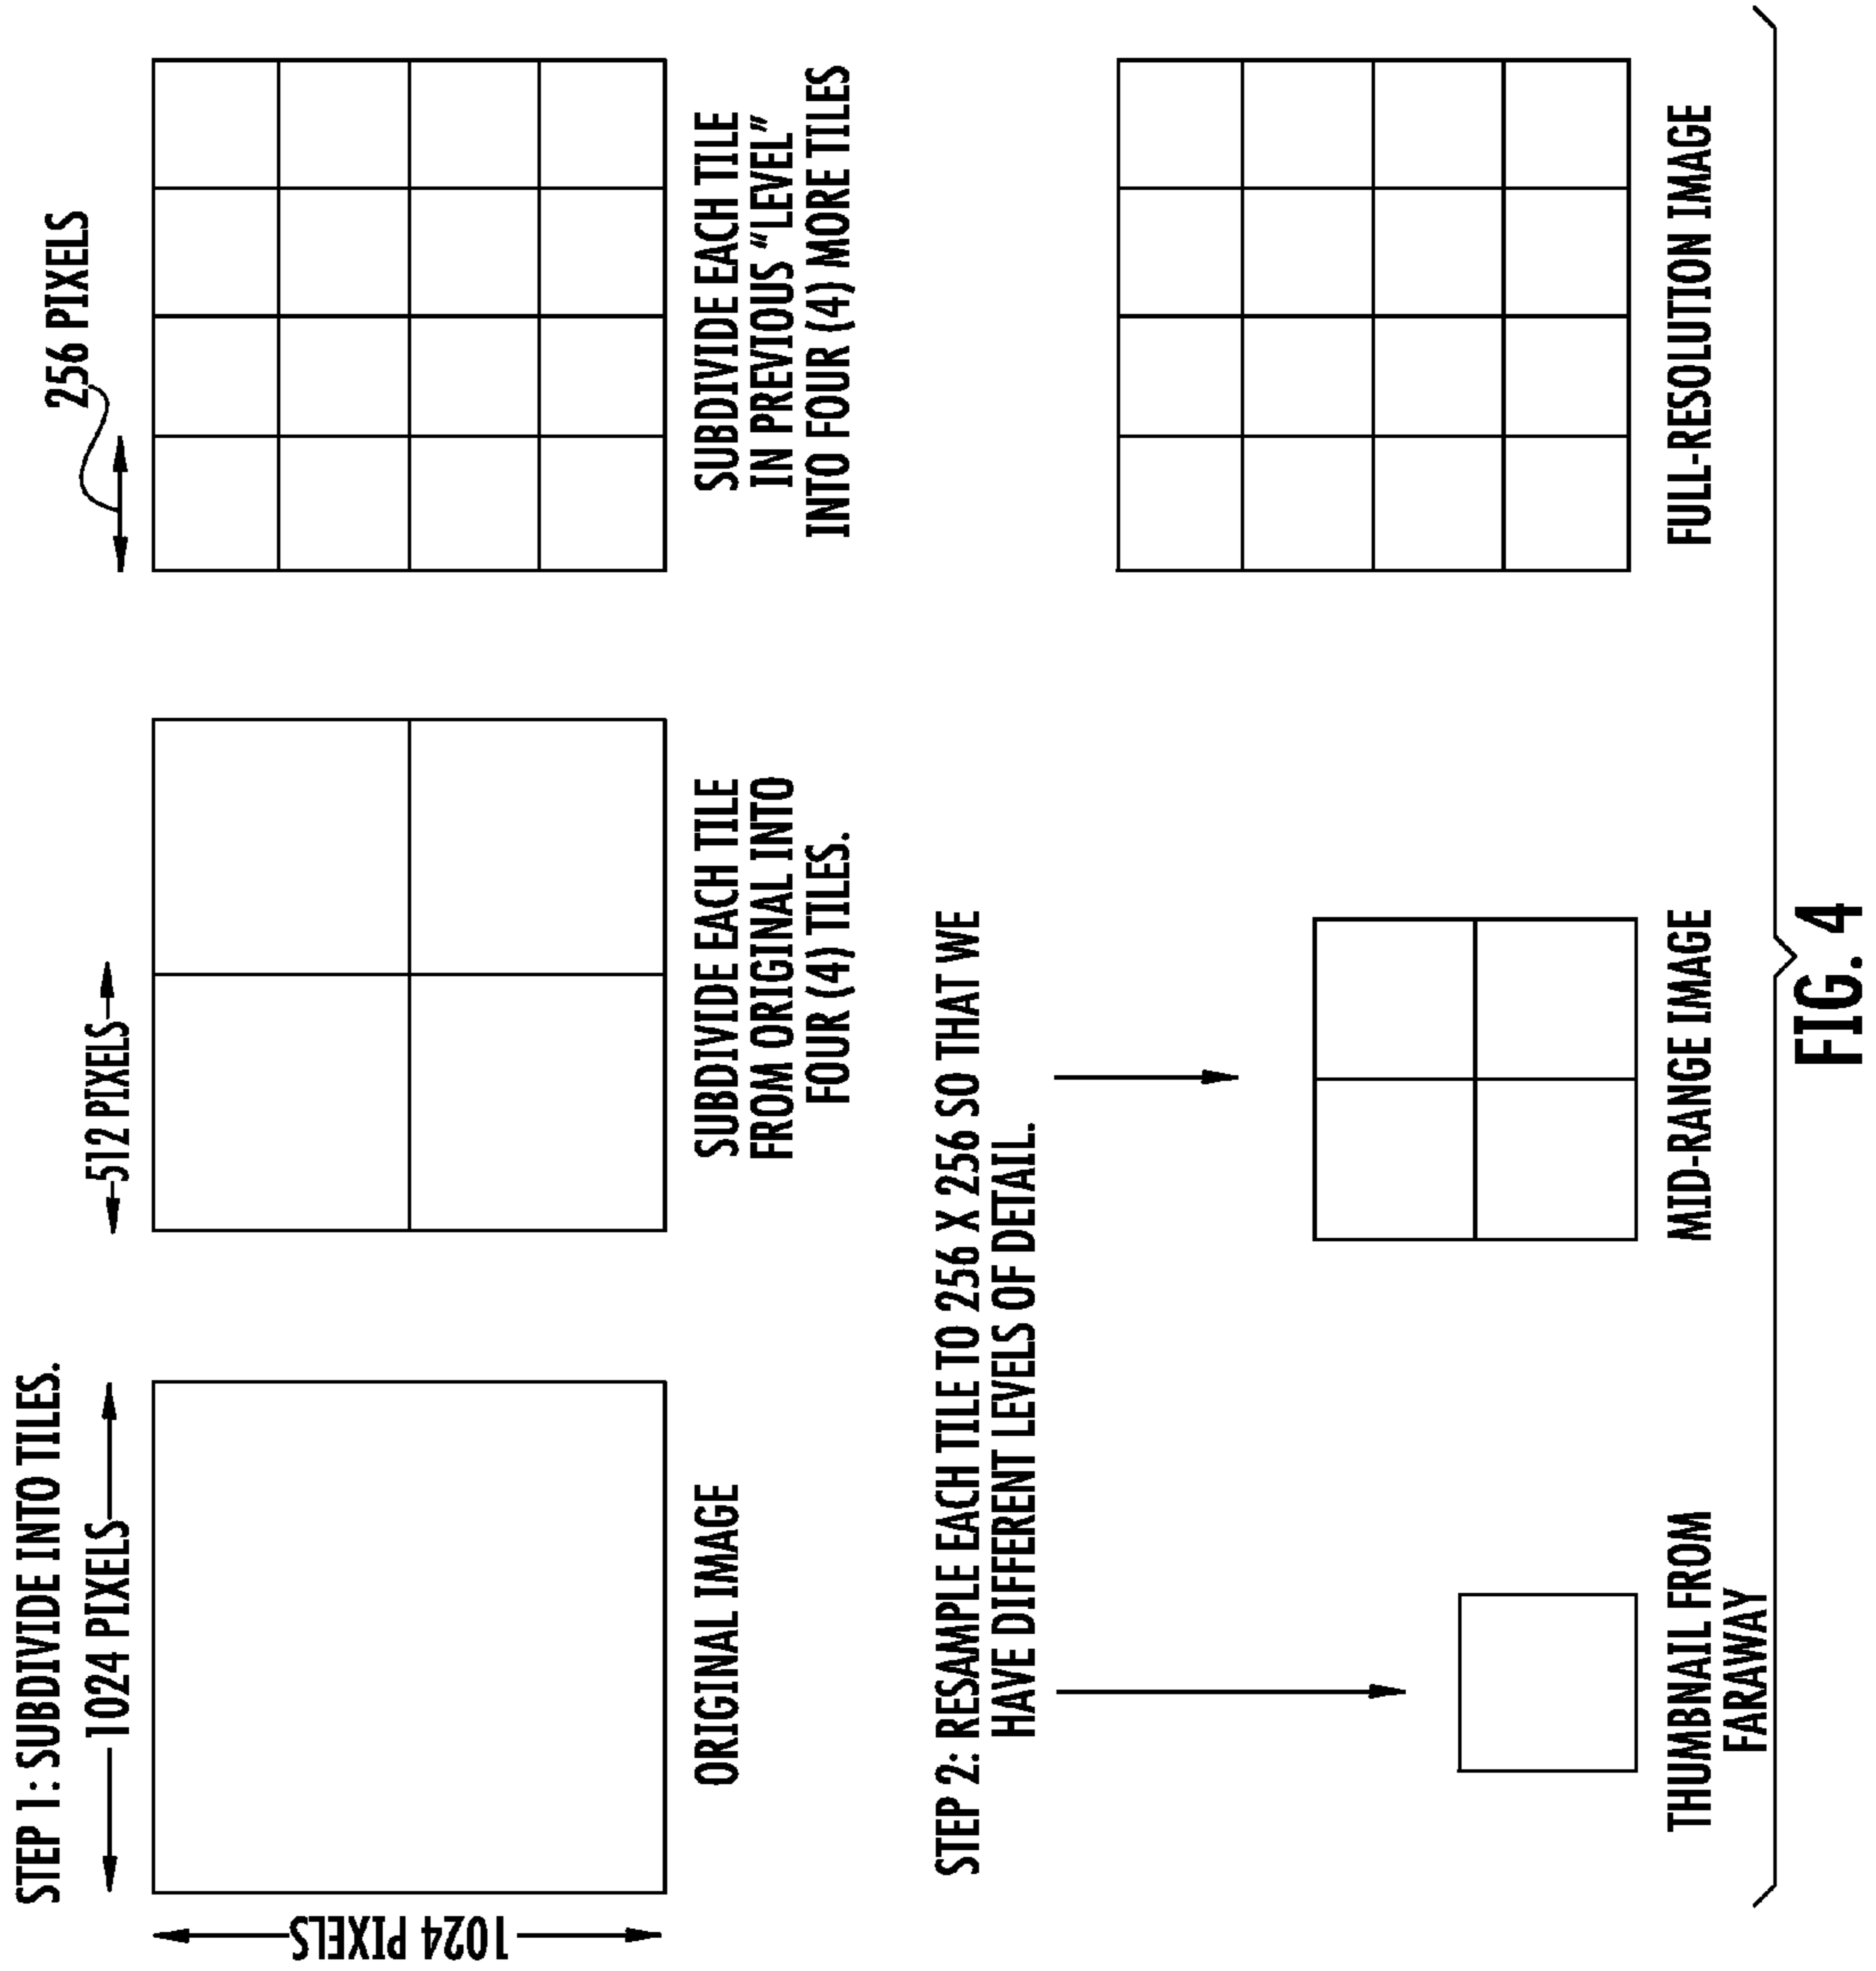 STEP 1: SUBDIVIDE INTO TILES.
1024 PIXELS
1024 PIXELS
ORIGINAL IMAGE
512 PIXELS
SUBDIVIDE EACH TILE
FROM ORIGINAL INTO
FOUR (4) TILES.
256 PIXELS
SUBDIVIDE EACH TILE
IN PREVIOUS "LEVEL"
INTO FOUR (4) MORE TILES
STEP 2: RESAMPLE EACH TILE TO 256 X 256 SO THAT WE
HAVE DIFFERENT LEVELS OF DETAIL.
THUMBNAIL FROM
FARAWAY
MID-RANGE IMAGE
FULL-RESOLUTION IMAGE
FIG. 4